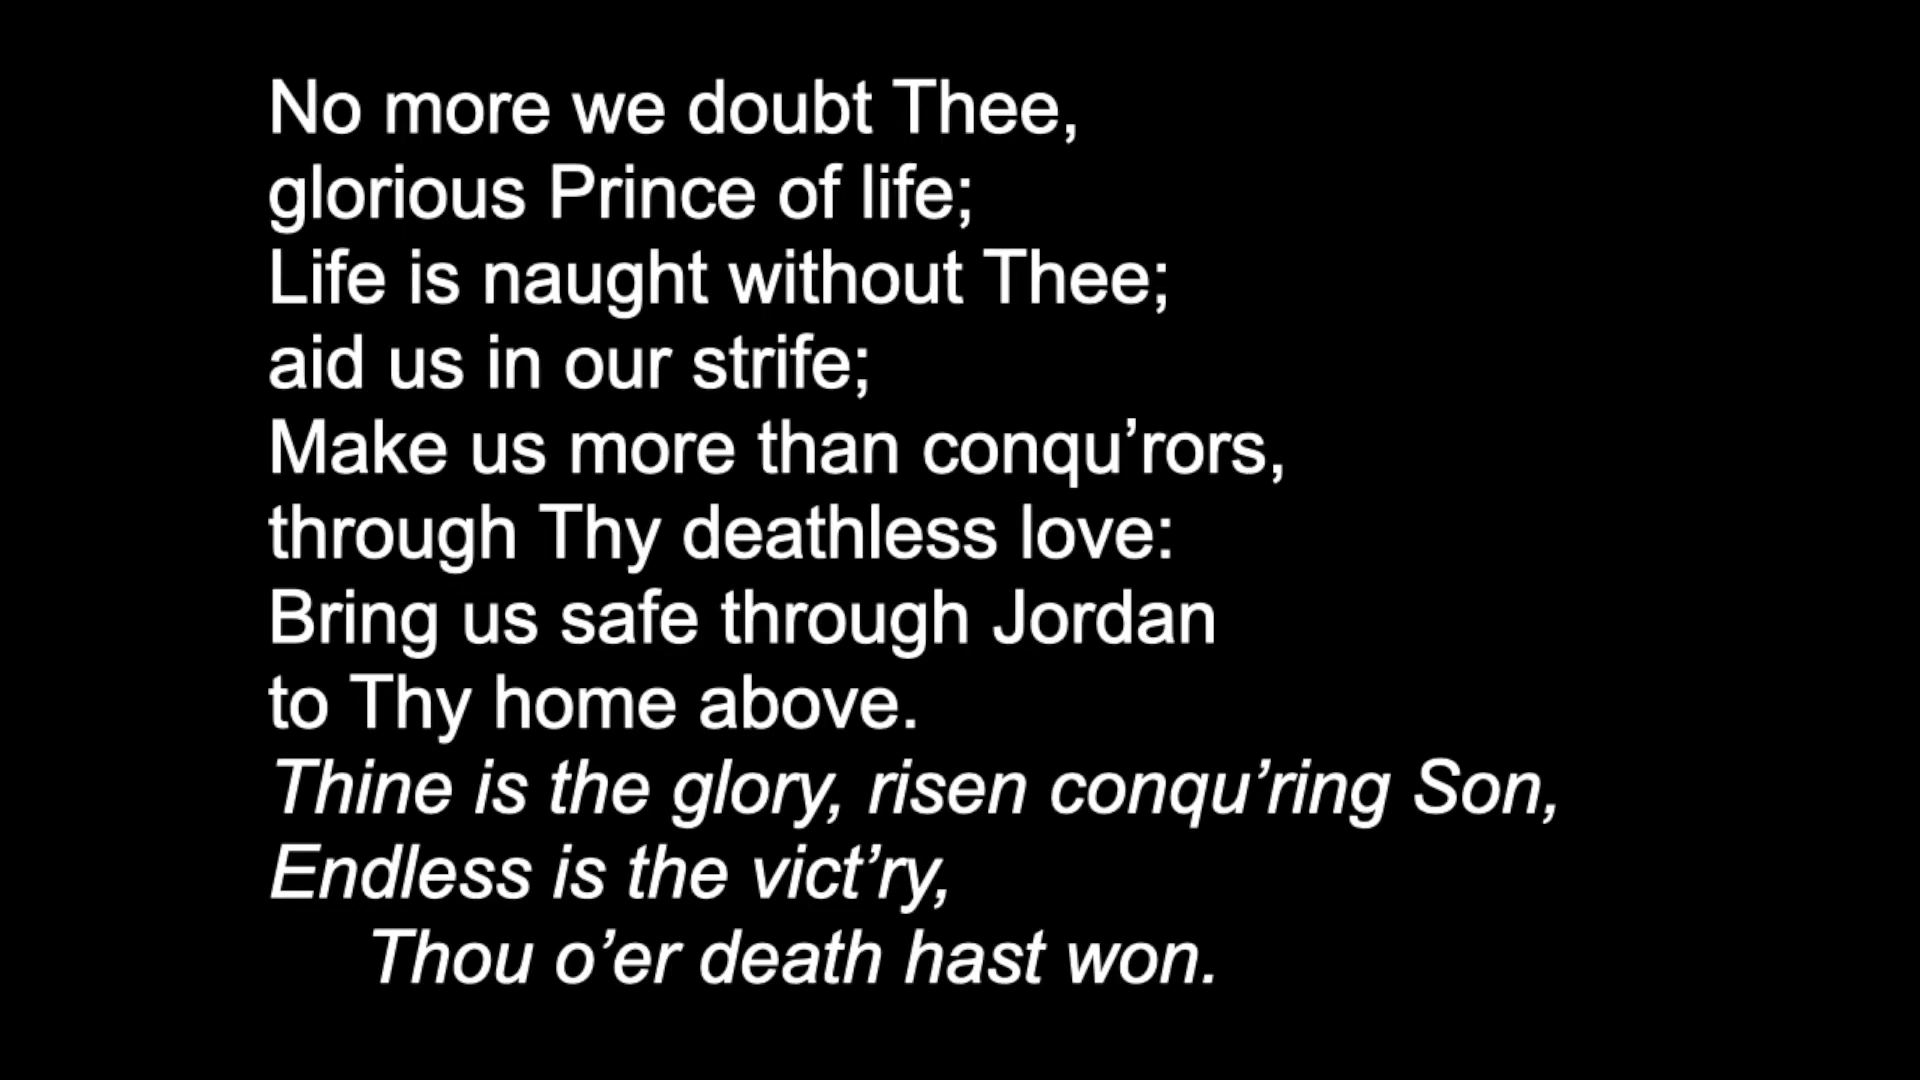 No more we doubt Thee,
glorious Prince of life;
Life is naught without Thee;
aid us in our strife;
Make us more than conqu’rors,
through Thy deathless love:
Bring us safe through Jordan
to Thy home above.
Thine is the glory, risen conqu’ring Son,
Endless is the vict’ry,
Thou o’er death hast won.